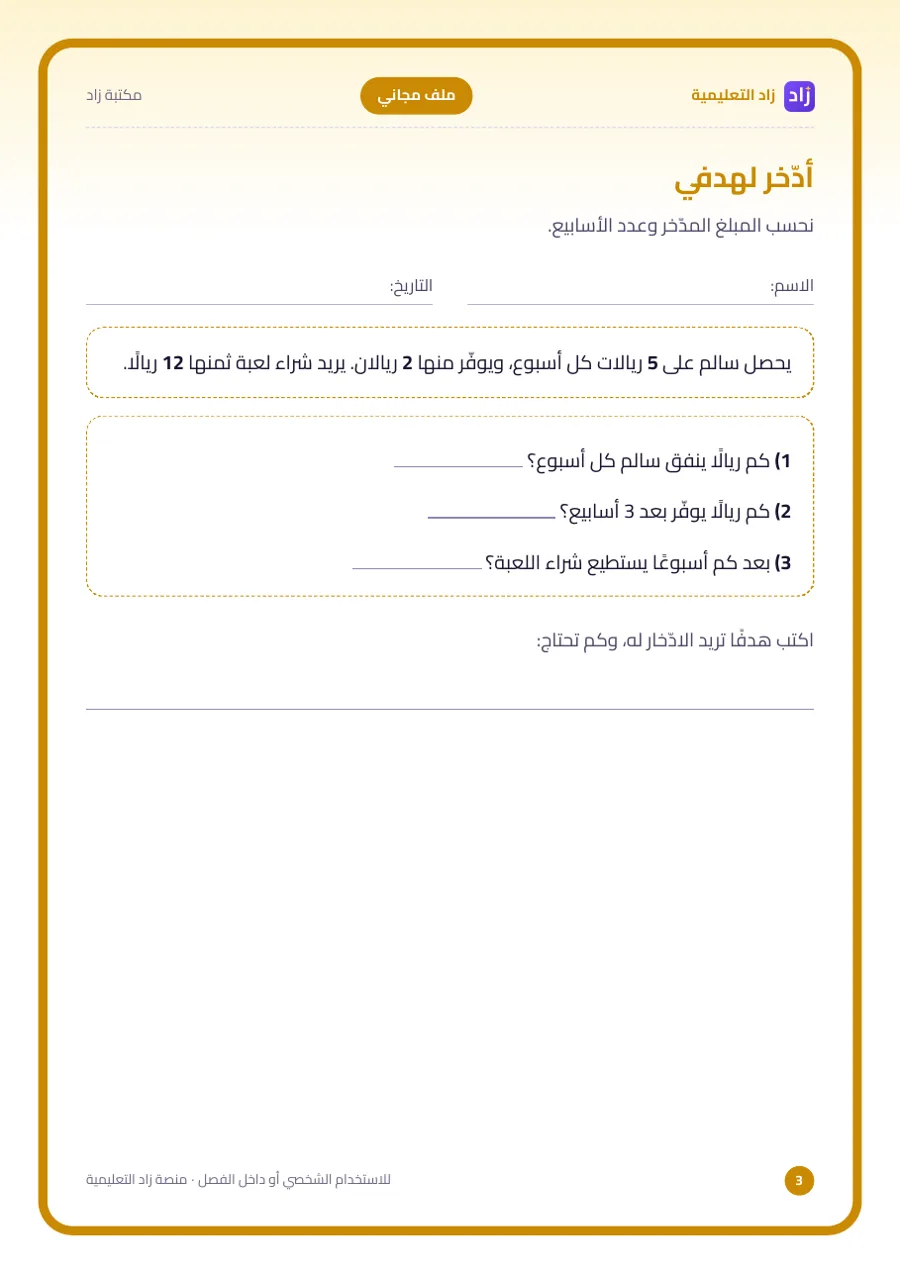 زاد
زاد التعليمية
ملف مجاني
مكتبة زاد
أدّخر لهدفي
نحسب المبلغ المدّخر وعدد الأسابيع.
الاسم:
التاريخ:
يحصل سالم على 5 ريالات كل أسبوع، ويوفّر منها 2 ريالان. يريد شراء لعبة ثمنها 12 ريالًا.
1) كم ريالًا ينفق سالم كل أسبوع؟
2) كم ريالًا يوفّر بعد 3 أسابيع؟
3) بعد كم أسبوعًا يستطيع شراء اللعبة؟
اكتب هدفًا تريد الادّخار له، وكم تحتاج:
3
للاستخدام الشخصي أو داخل الفصل · منصة زاد التعليمية